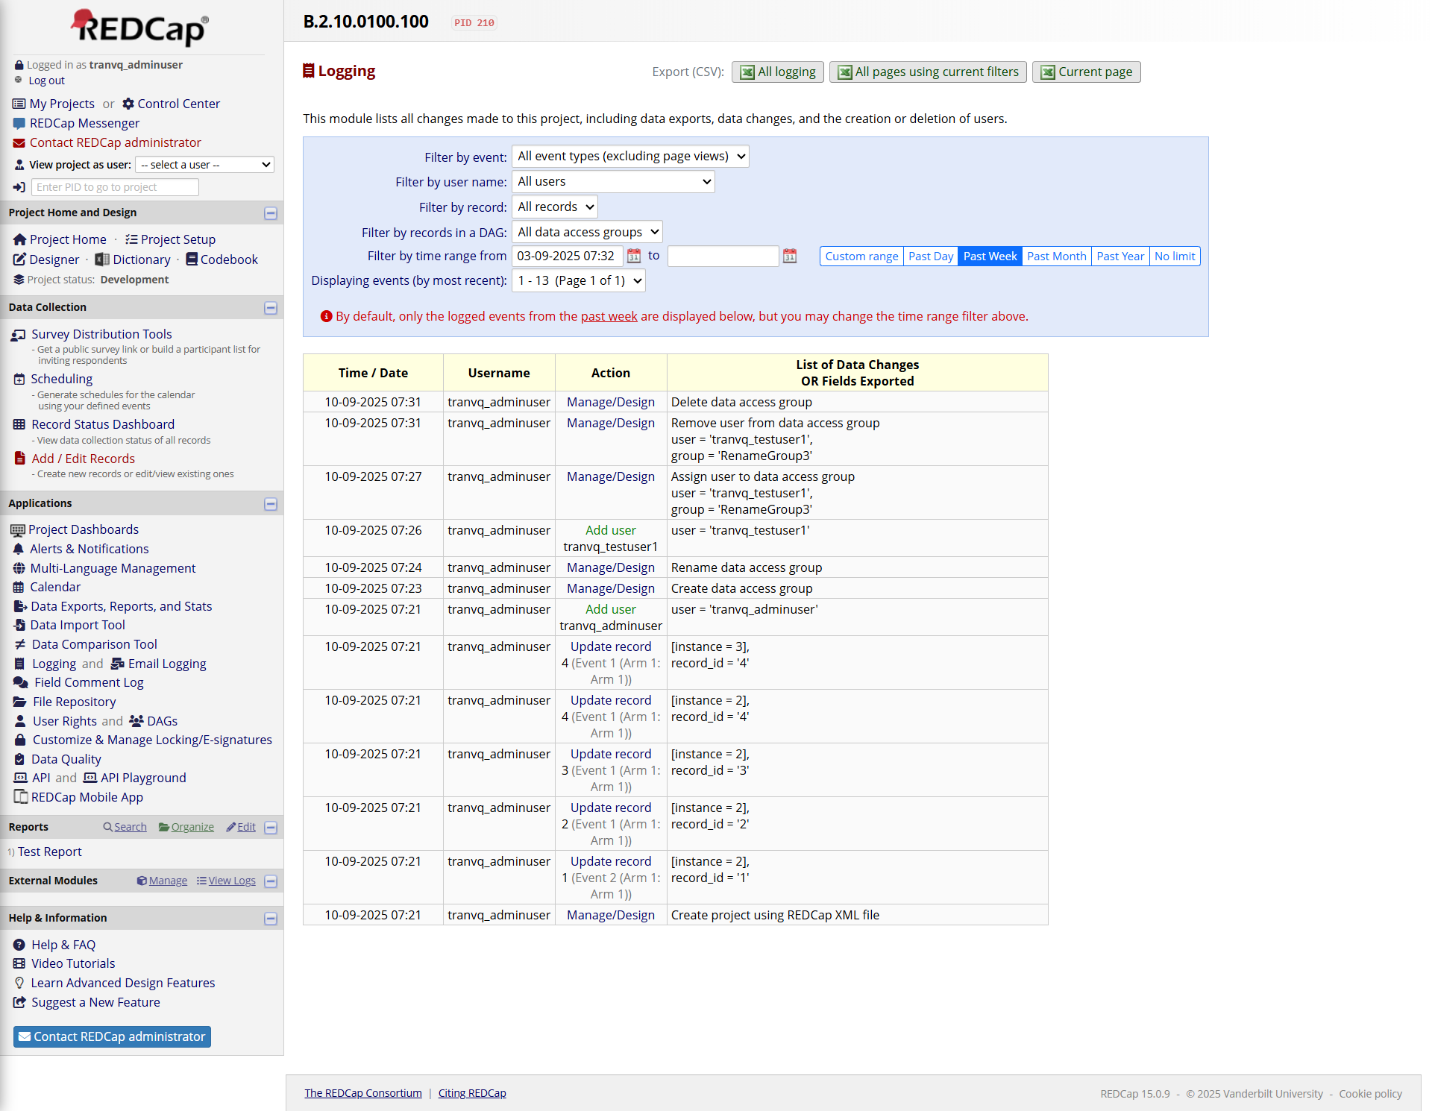 REDCap®
Logged in as tranvq_adminuser
Log out
My Projects or Control Center
REDCap Messenger
Contact REDCap administrator
View project as user: -- select a user --
Enter PID to go to project
Project Home and Design
Project Home · Project Setup
Designer · Dictionary · Codebook
Project status: Development
Data Collection
Survey Distribution Tools
- Get a public survey link or build a participant list for
inviting respondents
Scheduling
- Generate schedules for the calendar
using your defined events
Record Status Dashboard
- View data collection status of all records
Add / Edit Records
- Create new records or edit/view existing ones
Applications
Project Dashboards
Alerts & Notifications
Multi-Language Management
Calendar
Data Exports, Reports, and Stats
Data Import Tool
Data Comparison Tool
Logging and Email Logging
Field Comment Log
File Repository
User Rights and DAGs
Customize & Manage Locking/E-signatures
Data Quality
API and API Playground
REDCap Mobile App
Reports Search Organize Edit
1) Test Report
External Modules Manage View Logs
Help & Information
Help & FAQ
Video Tutorials
Learn Advanced Design Features
Suggest a New Feature
Contact REDCap administrator
B.2.10.0100.100 PID 210
Logging
Export (CSV): All logging All pages using current filters Current page
This module lists all changes made to this project, including data exports, data changes, and the creation or deletion of users.
Filter by event: All event types (excluding page views)
Filter by user name: All users
Filter by record: All records
Filter by records in a DAG: All data access groups
Filter by time range from 03-09-2025 07:32 to Custom range Past Day Past Week Past Month Past Year No limit
Displaying events (by most recent): 1 - 13 (Page 1 of 1)
By default, only the logged events from the past week are displayed below, but you may change the time range filter above.
Time / Date Username Action List of Data Changes
OR Fields Exported
10-09-2025 07:31 tranvq_adminuser Manage/Design Delete data access group
10-09-2025 07:31 tranvq_adminuser Manage/Design Remove user from data access group
user = 'tranvq_testuser1',
group = 'RenameGroup3'
10-09-2025 07:27 tranvq_adminuser Manage/Design Assign user to data access group
user = 'tranvq_testuser1',
group = 'RenameGroup3'
10-09-2025 07:26 tranvq_adminuser Add user user = 'tranvq_testuser1'
tranvq_testuser1
10-09-2025 07:24 tranvq_adminuser Manage/Design Rename data access group
10-09-2025 07:23 tranvq_adminuser Manage/Design Create data access group
10-09-2025 07:21 tranvq_adminuser Add user user = 'tranvq_adminuser'
tranvq_adminuser
10-09-2025 07:21 tranvq_adminuser Update record [instance = 3],
4 (Event 1 (Arm 1: record_id = '4'
Arm 1))
10-09-2025 07:21 tranvq_adminuser Update record [instance = 2],
4 (Event 1 (Arm 1: record_id = '4'
Arm 1))
10-09-2025 07:21 tranvq_adminuser Update record [instance = 2],
3 (Event 1 (Arm 1: record_id = '3'
Arm 1))
10-09-2025 07:21 tranvq_adminuser Update record [instance = 2],
2 (Event 1 (Arm 1: record_id = '2'
Arm 1))
10-09-2025 07:21 tranvq_adminuser Update record [instance = 2],
1 (Event 2 (Arm 1: record_id = '1'
Arm 1))
10-09-2025 07:21 tranvq_adminuser Manage/Design Create project using REDCap XML file
The REDCap Consortium | Citing REDCap
REDCap 15.0.9 - © 2025 Vanderbilt University - Cookie policy